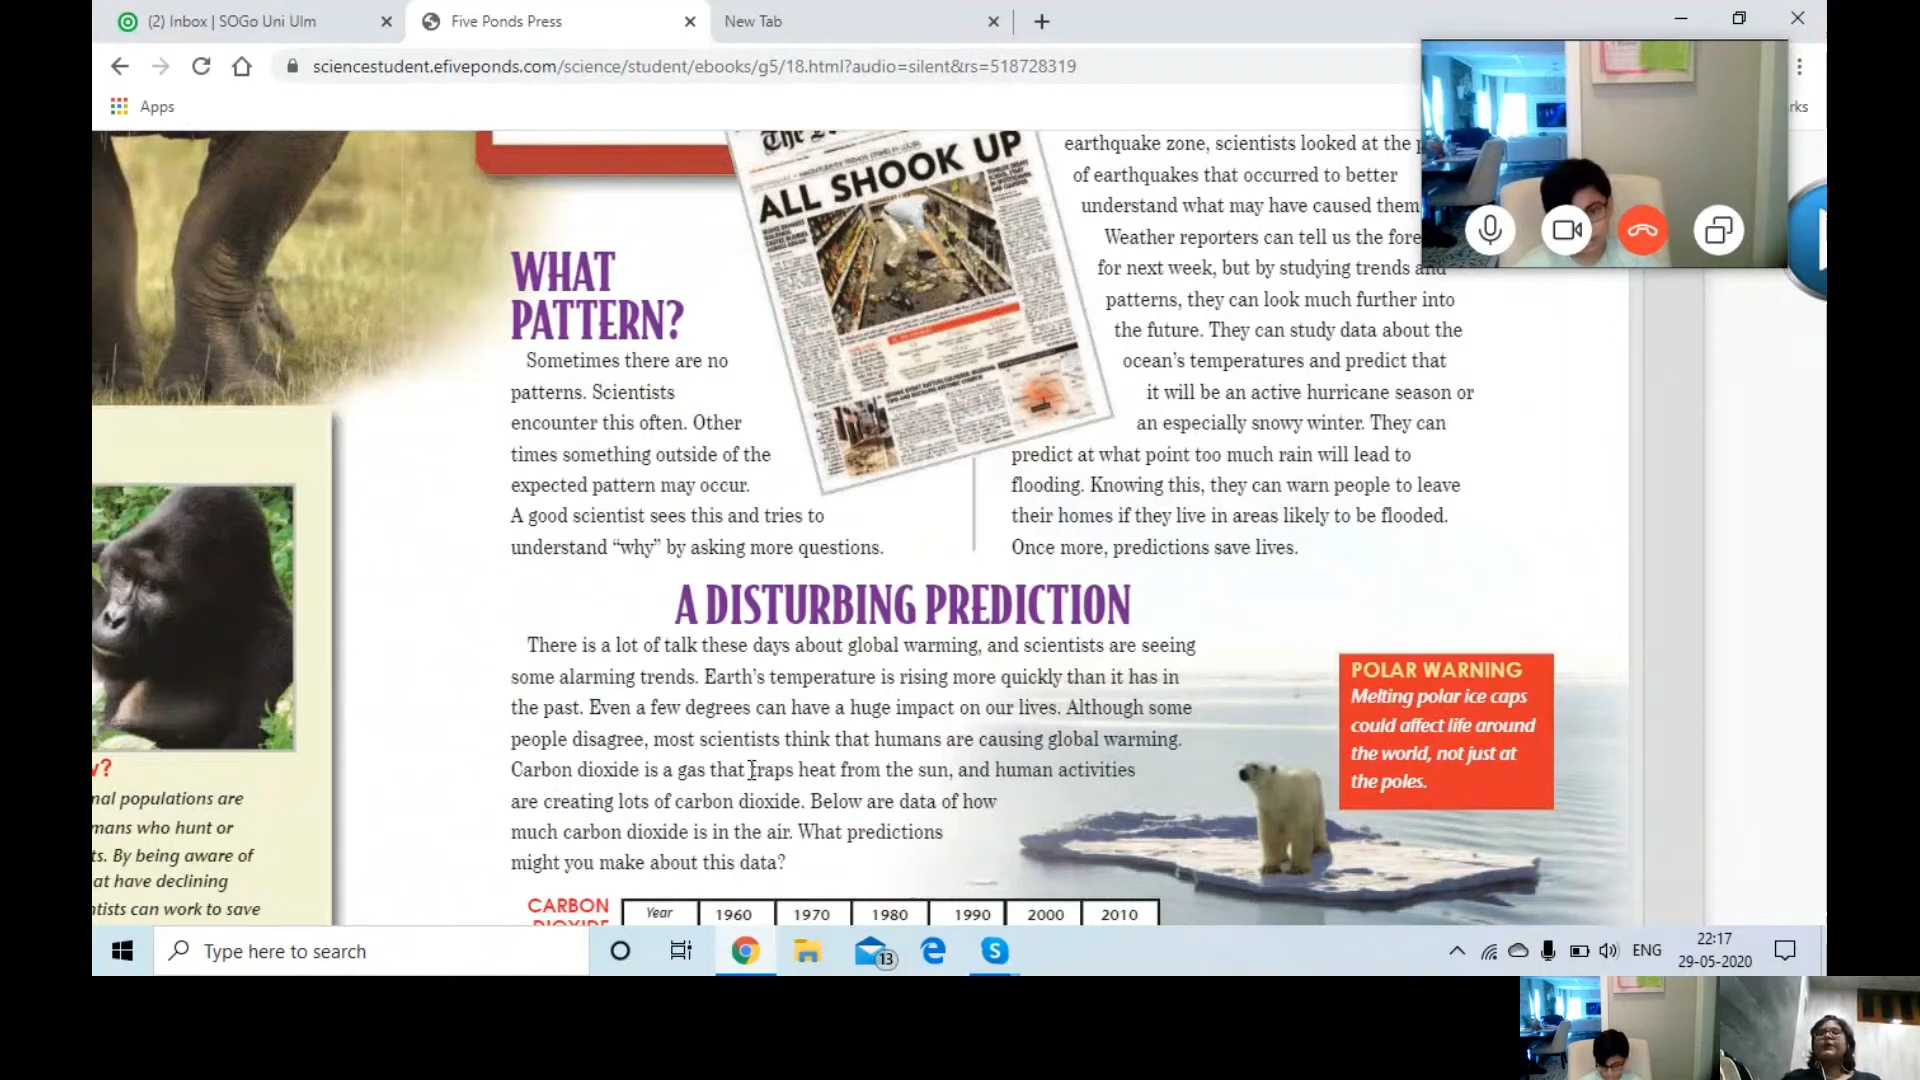 (2) Inbox | SOGo Uni Ulm
Five Ponds Press
New Tab
sciencestudent.efiveponds.com/science/student/ebooks/g5/18.html?audio=silent&rs=518728319
Apps
rks
ALL SHOOK UP
WHAT
PATTERN?
Sometimes there are no
patterns. Scientists
encounter this often. Other
times something outside of the
expected pattern may occur.
A good scientist sees this and tries to
understand “why” by asking more questions.
earthquake zone, scientists looked at the
of earthquakes that occurred to better
understand what may have caused them
Weather reporters can tell us the fore
for next week, but by studying trends and
patterns, they can look much further into
the future. They can study data about the
ocean’s temperatures and predict that
it will be an active hurricane season or
an especially snowy winter. They can
predict at what point too much rain will lead to
flooding. Knowing this, they can warn people to leave
their homes if they live in areas likely to be flooded.
Once more, predictions save lives.
A DISTURBING PREDICTION
There is a lot of talk these days about global warming, and scientists are seeing
some alarming trends. Earth’s temperature is rising more quickly than it has in
the past. Even a few degrees can have a huge impact on our lives. Although some
people disagree, most scientists think that humans are causing global warming.
Carbon dioxide is a gas that traps heat from the sun, and human activities
are creating lots of carbon dioxide. Below are data of how
much carbon dioxide is in the air. What predictions
might you make about this data?
POLAR WARNING
Melting polar ice caps
could affect life around
the world, not just at
the poles.
?
nal populations are
mans who hunt or
ts. By being aware of
at have declining
ntists can work to save
CARBON
DIOXIDE
Year 1960 1970 1980 1990 2000 2010
Type here to search
13
ENG
22:17
29-05-2020